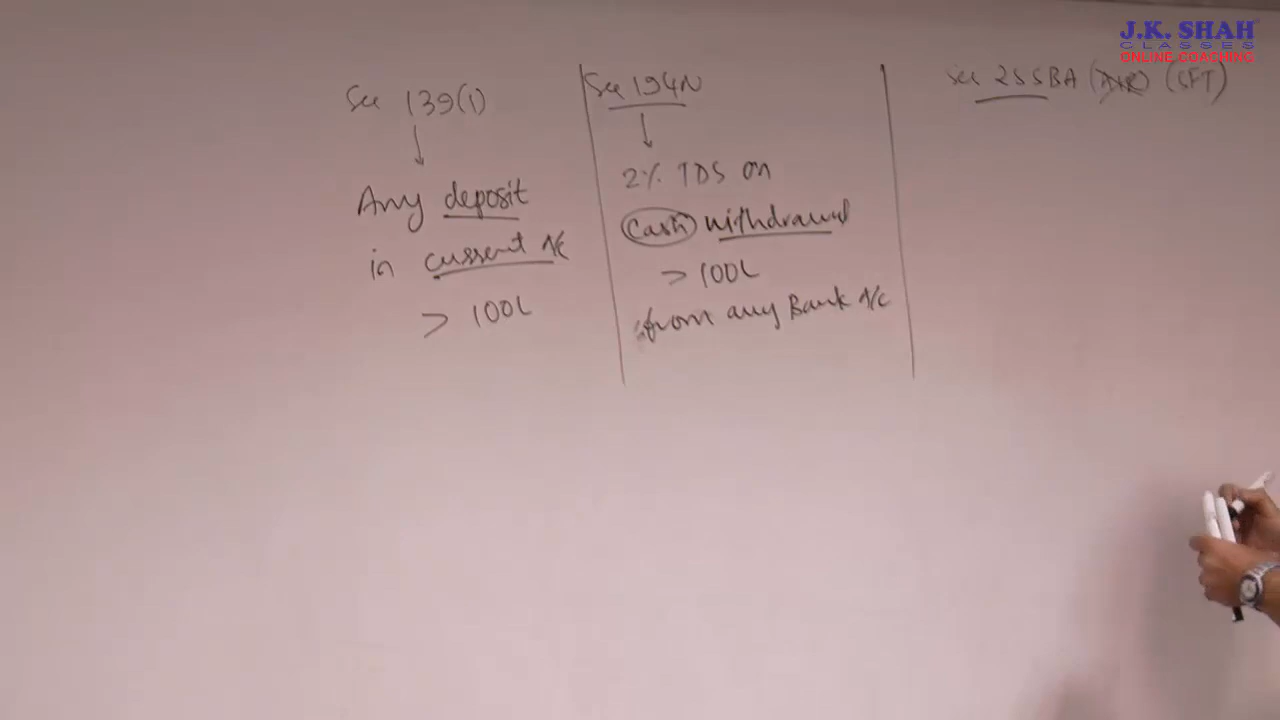 J.K. SHAH
CLASSES
ONLINE COACHING
Sec 139(1)
Any deposit
in current A/c
> 100L
Sec 194N
2% TDS on
Cash withdrawal
> 100L
from any Bank A/c
Sec 285BA (AIR) (SFT)